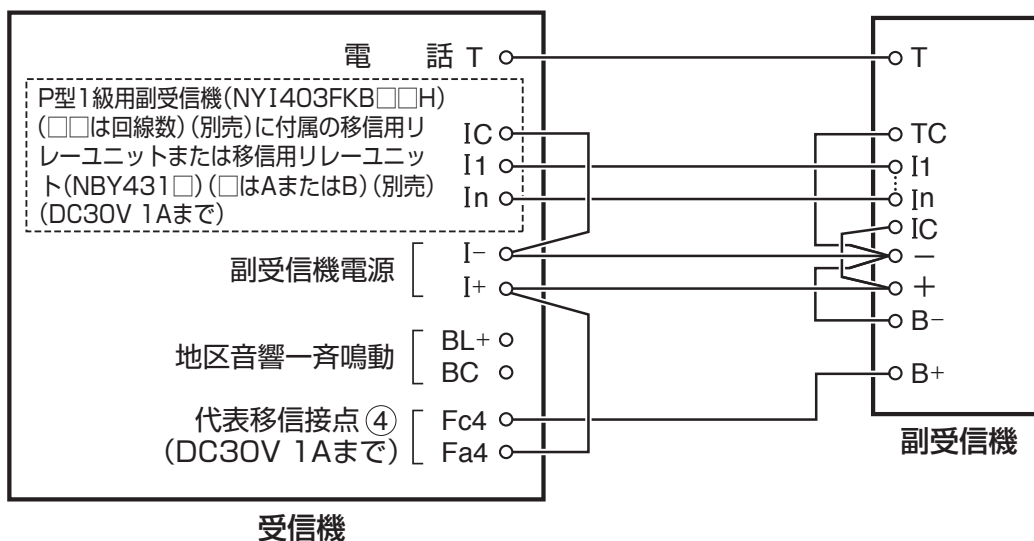 電 話 T
P型1級用副受信機(NYI403FKB□□H)
(□□は回線数)(別売)に付属の移信用リ
レーユニットまたは移信用リレーユニッ
ト(NBY431□)(□はAまたはB)(別売)
(DC30V 1Aまで)
IC
I1
In
副受信機電源
I-
I+
地区音響一斉鳴動
BL+
BC
代表移信接点④
(DC30V 1Aまで)
Fc4
Fa4
受信機
T
TC
I1
In
IC
－
＋
B-
B+
副受信機